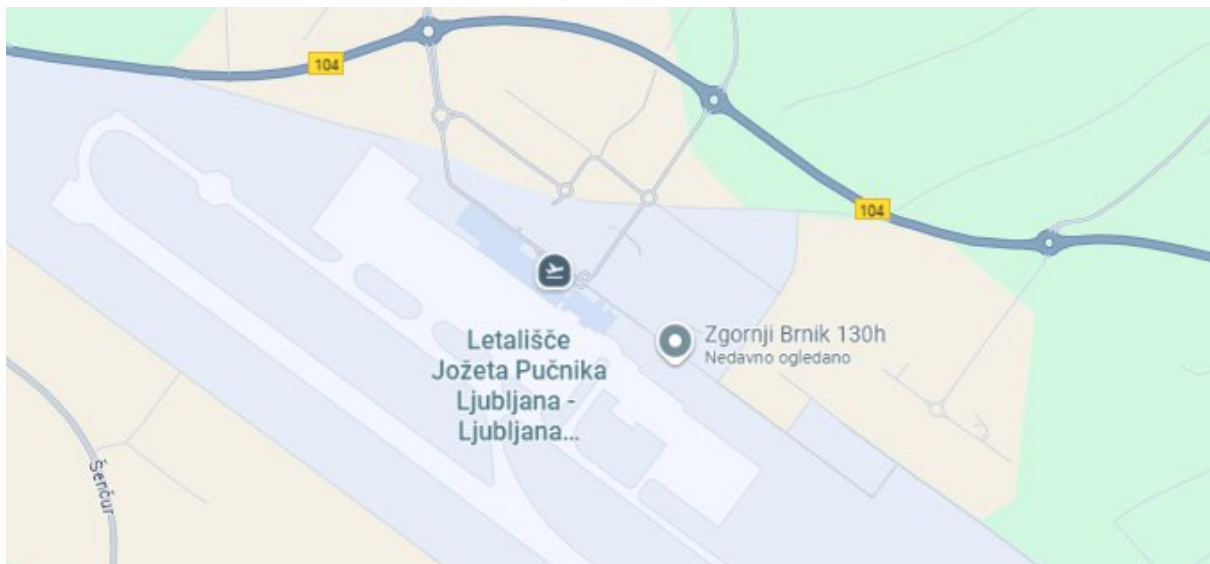 104
104
Letališče
Jožeta Pučnika
Ljubljana -
Ljubljana...
Zgornji Brnik 130h
Nedavno ogledano
Šenčur